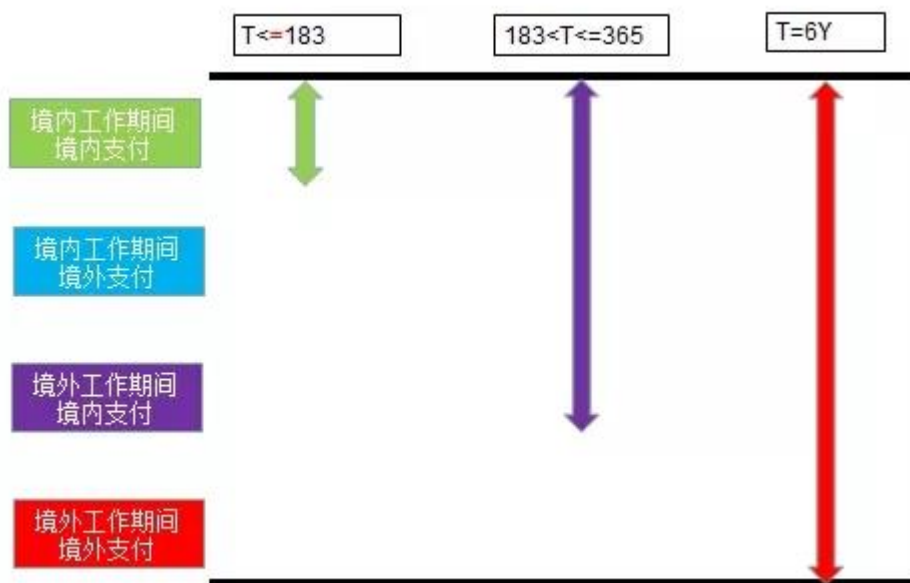 T<=183
183<T<=365
T=6Y
境内工作期间
境内支付
境内工作期间
境外支付
境外工作期间
境内支付
境外工作期间
境外支付